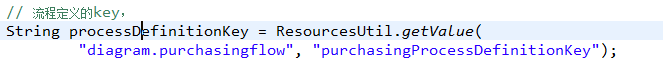 // 流程定义的key，
String processDefinitionKey = ResourcesUtil.getValue(
"diagram.purchasingflow", "purchasingProcessDefinitionKey");